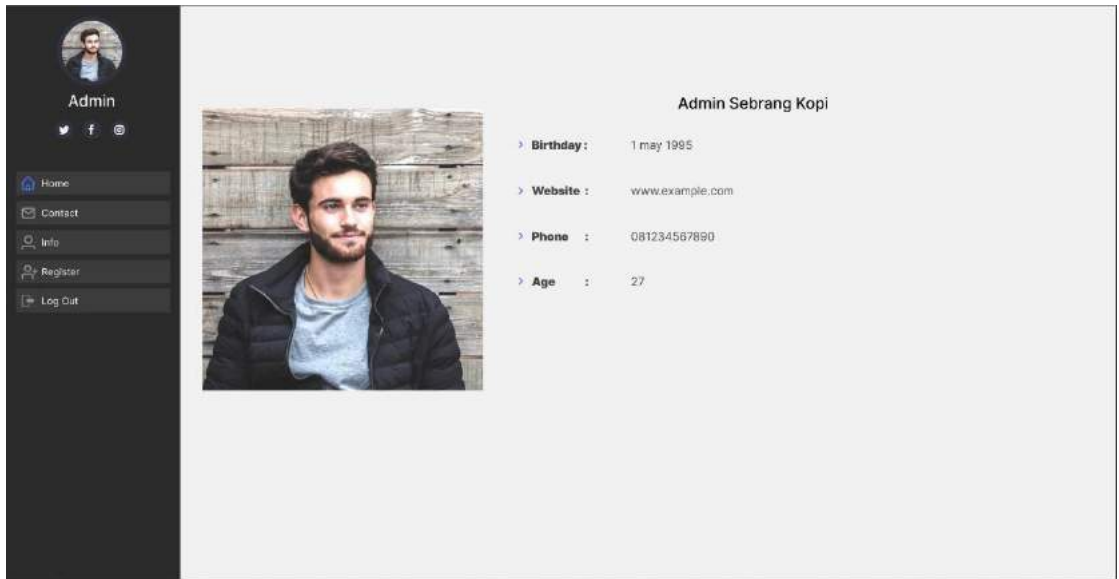 Admin
Home
Contact
Info
Register
Log Out
Admin Sebrang Kopi
Birthday : 1 may 1995
Website : www.example.com
Phone : 081234567890
Age : 27